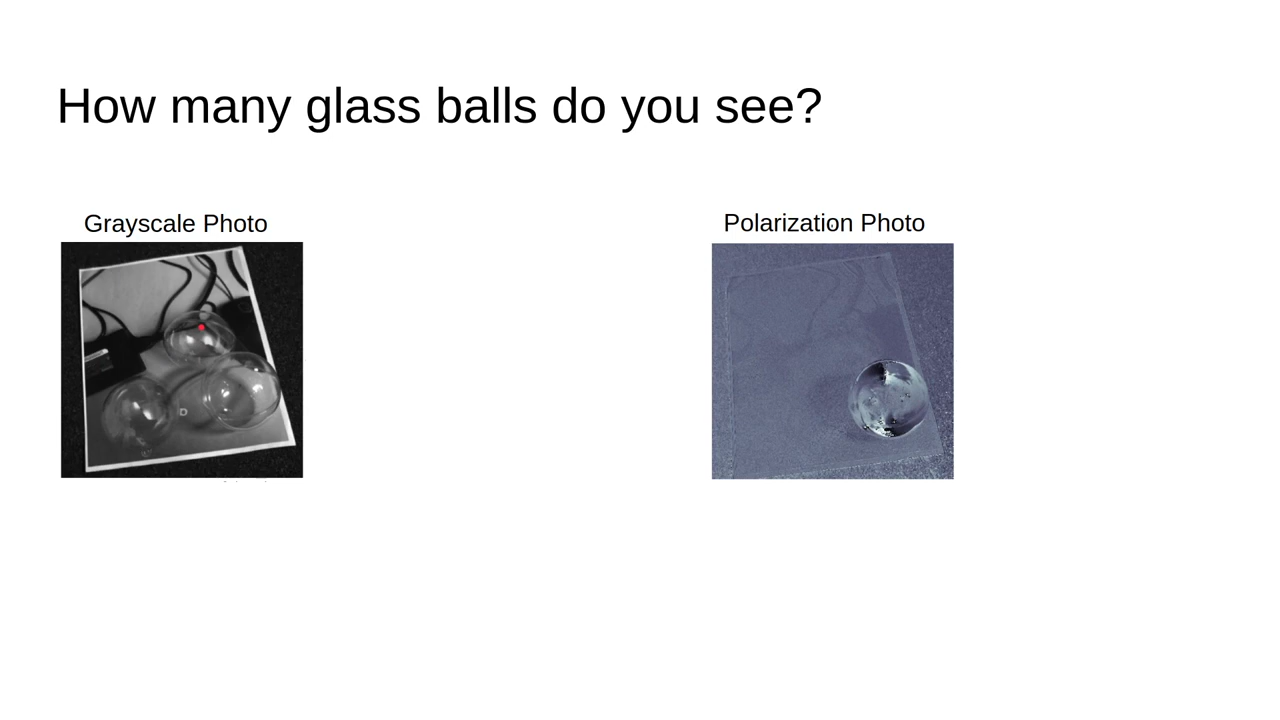 How many glass balls do you see?
Grayscale Photo
Polarization Photo